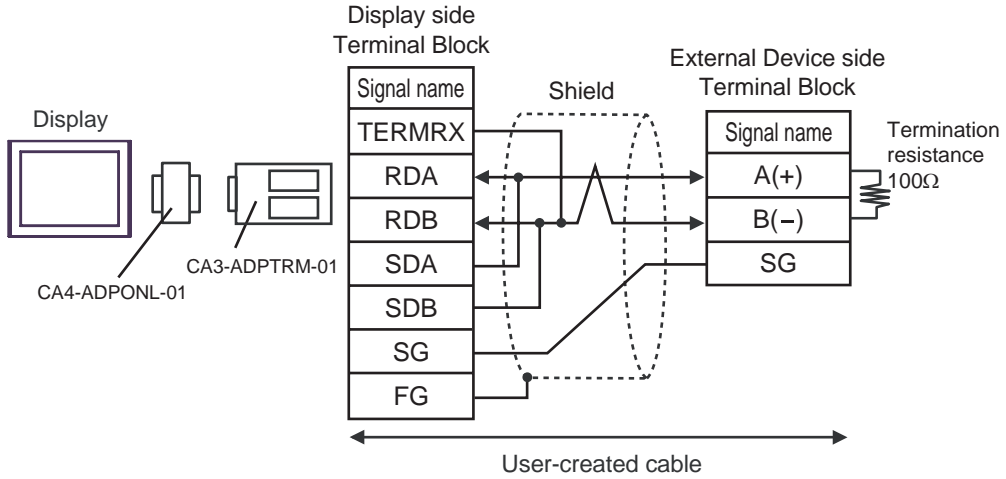 Display side
Terminal Block
External Device side
Terminal Block
Display
Shield
Termination
resistance
100Ω
Signal name
TERMRX
RDA
RDB
SDA
SDB
SG
FG
Signal name
A(+)
B(−)
SG
CA3-ADPTRM-01
CA4-ADPONL-01
User-created cable